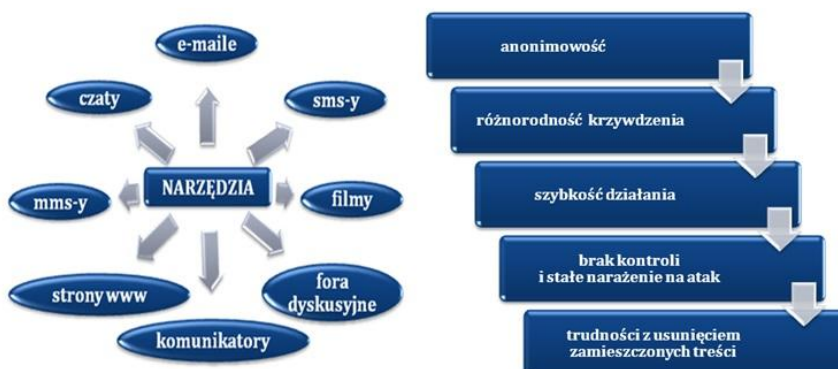 e-maile
czaty
sms-y
NARZĘDZIA
mms-y
filmy
strony www
fora
dyskusyjne
komunikatory
anonimowość
różnorodność krzywdzenia
szybkość działania
brak kontroli
i stałe narażenie na atak
trudności z usunięciem
zamieszczonych treści